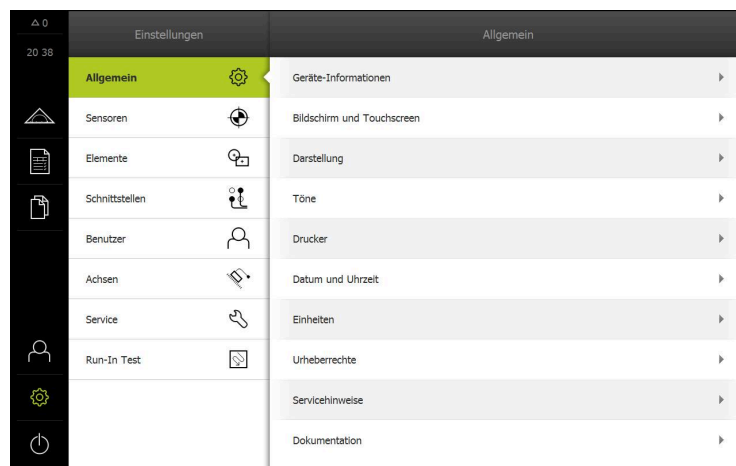 0
20 38
Einstellungen
Allgemein
Allgemein
Sensoren
Elemente
Schnittstellen
Benutzer
Achsen
Service
Run-In Test
Geräte-Informationen
Bildschirm und Touchscreen
Darstellung
Töne
Drucker
Datum und Uhrzeit
Einheiten
Urheberrechte
Servicehinweise
Dokumentation